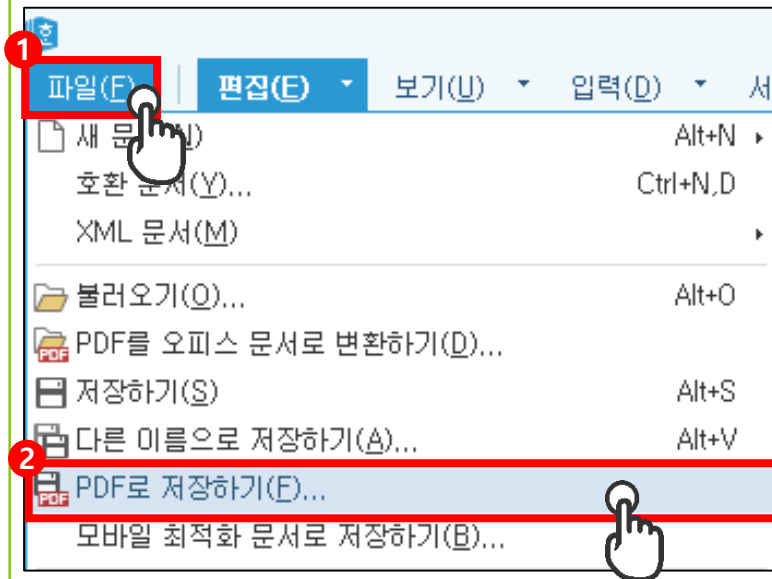 호
1
파일(F) 편집(E) 보기(U) 입력(D) 서
새 문 Alt+N
호환 문서(Y)... Ctrl+N,D
XML 문서(M)
불러오기(O)... Alt+O
PDF를 오피스 문서로 변환하기(D)...
저장하기(S) Alt+S
다른 이름으로 저장하기(A)... Alt+V
2
PDF PDF로 저장하기(F)...
모바일 최적화 문서로 저장하기(B)...